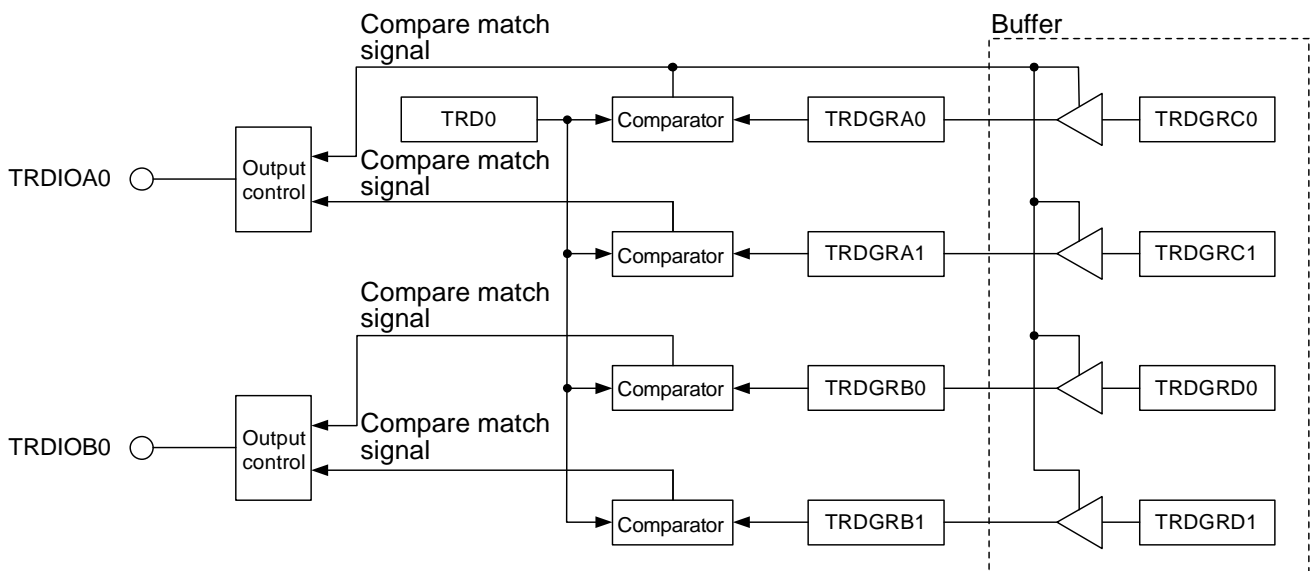 Compare match
signal
Buffer
TRD0
Comparator
TRDGRA0
TRDGRC0
TRDIOA0
Output
control
Compare match
signal
Comparator
TRDGRA1
TRDGRC1
Compare match
signal
Comparator
TRDGRB0
TRDGRD0
TRDIOB0
Output
control
Compare match
signal
Comparator
TRDGRB1
TRDGRD1